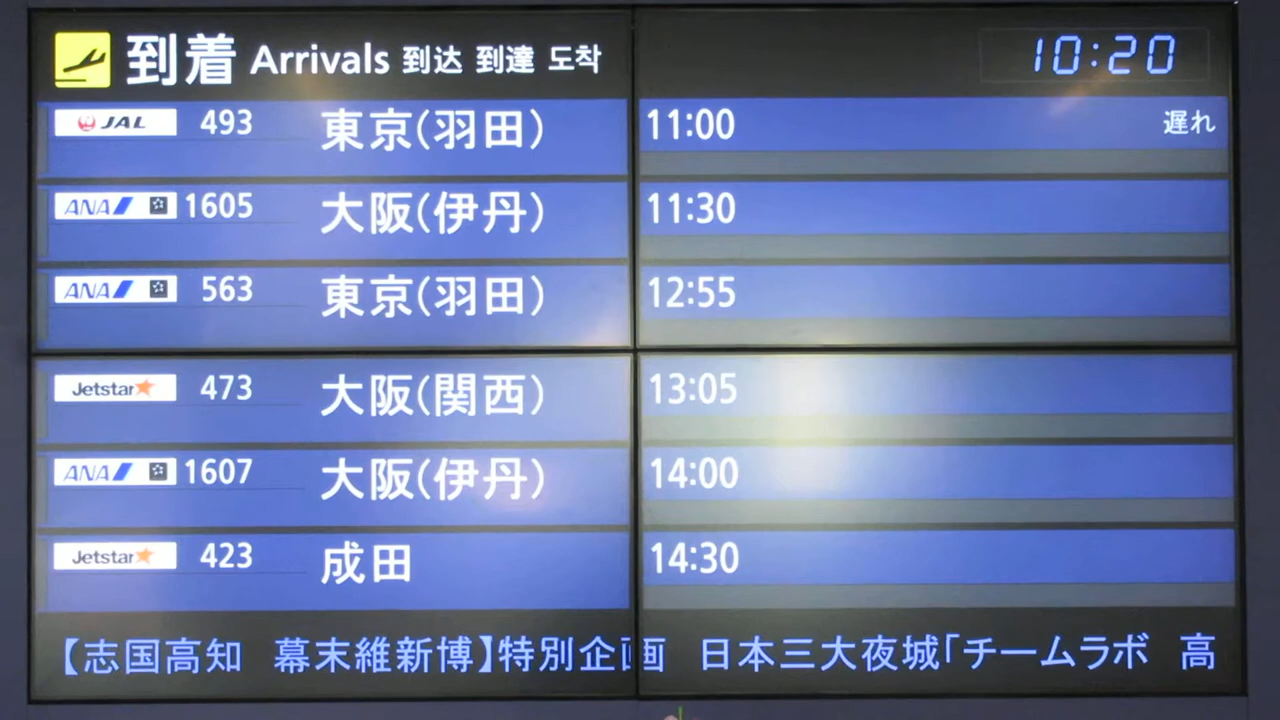 到着 Arrivals 到达 到達 도착 10:20
JAL 493 東京(羽田) 11:00 遅れ
ANA 1605 大阪(伊丹) 11:30
ANA 563 東京(羽田) 12:55
Jetstar 473 大阪(関西) 13:05
ANA 1607 大阪(伊丹) 14:00
Jetstar 423 成田 14:30
【志国高知 幕末維新博】特別企画 日本三大夜城「チームラボ 高